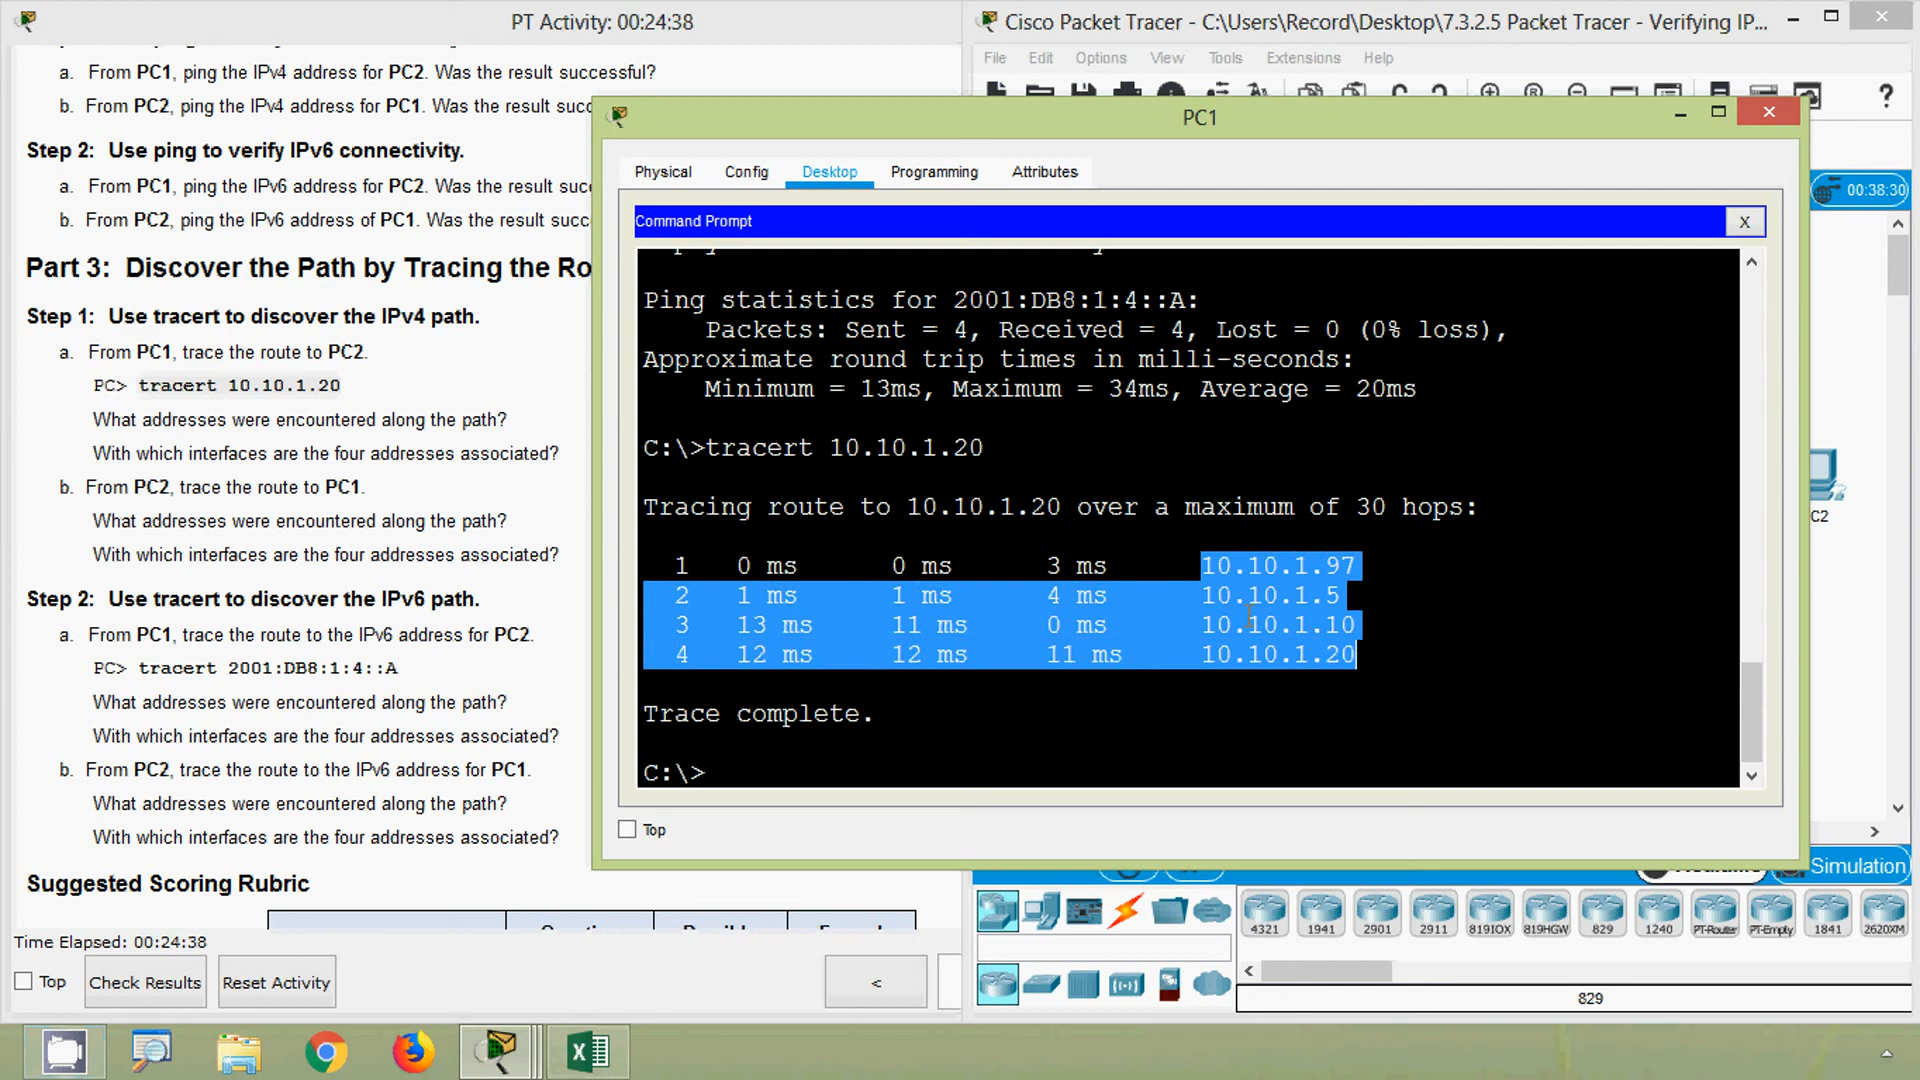 PT Activity: 00:24:38
a. From PC1, ping the IPv4 address for PC2. Was the result successful?
b. From PC2, ping the IPv4 address for PC1. Was the result succ
Step 2: Use ping to verify IPv6 connectivity.
a. From PC1, ping the IPv6 address for PC2. Was the result suc
b. From PC2, ping the IPv6 address of PC1. Was the result succ
Part 3: Discover the Path by Tracing the Ro
Step 1: Use tracert to discover the IPv4 path.
a. From PC1, trace the route to PC2.
PC> tracert 10.10.1.20
What addresses were encountered along the path?
With which interfaces are the four addresses associated?
b. From PC2, trace the route to PC1.
What addresses were encountered along the path?
With which interfaces are the four addresses associated?
Step 2: Use tracert to discover the IPv6 path.
a. From PC1, trace the route to the IPv6 address for PC2.
PC> tracert 2001:DB8:1:4::A
What addresses were encountered along the path?
With which interfaces are the four addresses associated?
b. From PC2, trace the route to the IPv6 address for PC1.
What addresses were encountered along the path?
With which interfaces are the four addresses associated?
Suggested Scoring Rubric
Time Elapsed: 00:24:38
Top
Check Results
Reset Activity
<
Cisco Packet Tracer - C:\Users\Record\Desktop\7.3.2.5 Packet Tracer - Verifying IP...
File Edit Options View Tools Extensions Help
?
00:38:30
PC1
Physical Config Desktop Programming Attributes
Command Prompt
X
Ping statistics for 2001:DB8:1:4::A:
Packets: Sent = 4, Received = 4, Lost = 0 (0% loss),
Approximate round trip times in milli-seconds:
Minimum = 13ms, Maximum = 34ms, Average = 20ms
C:\>tracert 10.10.1.20
Tracing route to 10.10.1.20 over a maximum of 30 hops:
1 0 ms 0 ms 3 ms 10.10.1.97
2 1 ms 1 ms 4 ms 10.10.1.5
3 13 ms 11 ms 0 ms 10.10.1.10
4 12 ms 12 ms 11 ms 10.10.1.20
Trace complete.
C:\>
Top
C2
Simulation
4321 1941 2901 2911 819IOX 819HGW 829 1240 PT-Router PT-Empty 1841 2620XM
829